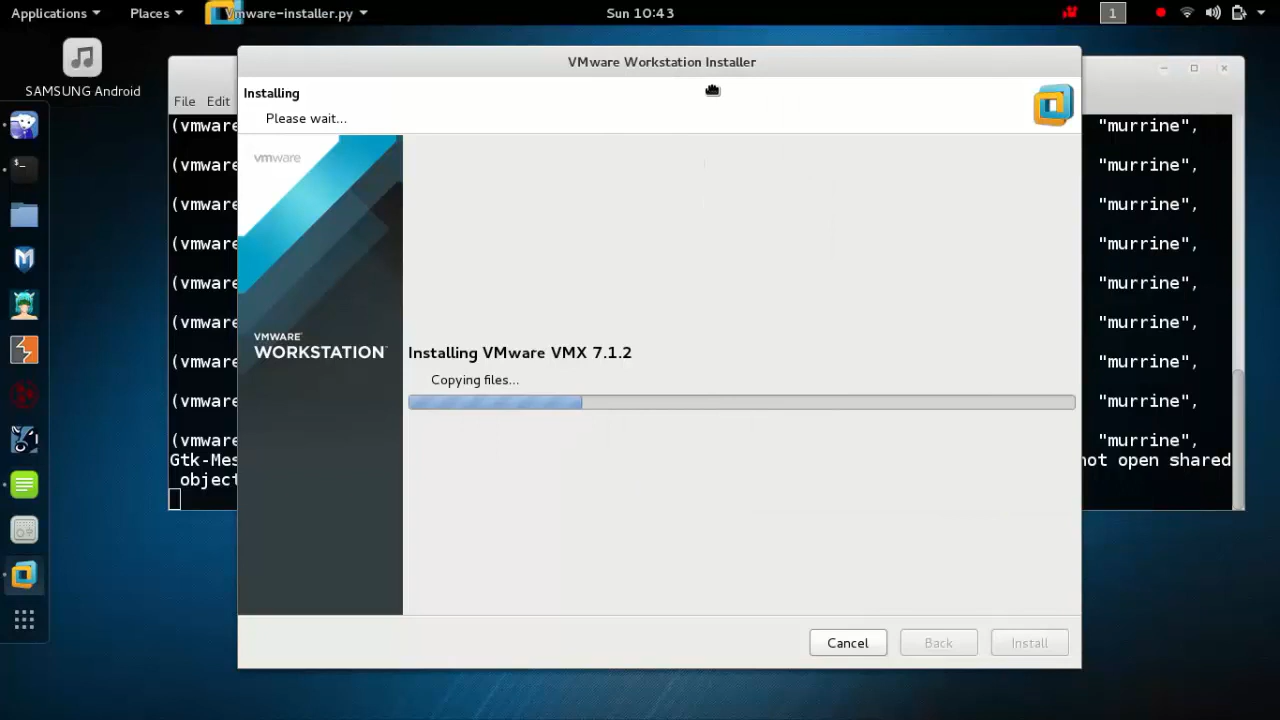 Applications Places Vmware-installer.py Sun 10:43 1
SAMSUNG Android
VMware Workstation Installer
File Edit
Installing
Please wait...
vmware
VMWARE
WORKSTATION
(vmware "murrine",
(vmware "murrine",
(vmware "murrine",
(vmware "murrine",
(vmware "murrine",
(vmware "murrine",
(vmware "murrine",
(vmware "murrine",
(vmware "murrine",
Gtk-Mes not open shared
object
Installing VMware VMX 7.1.2
Copying files...
Cancel Back Install